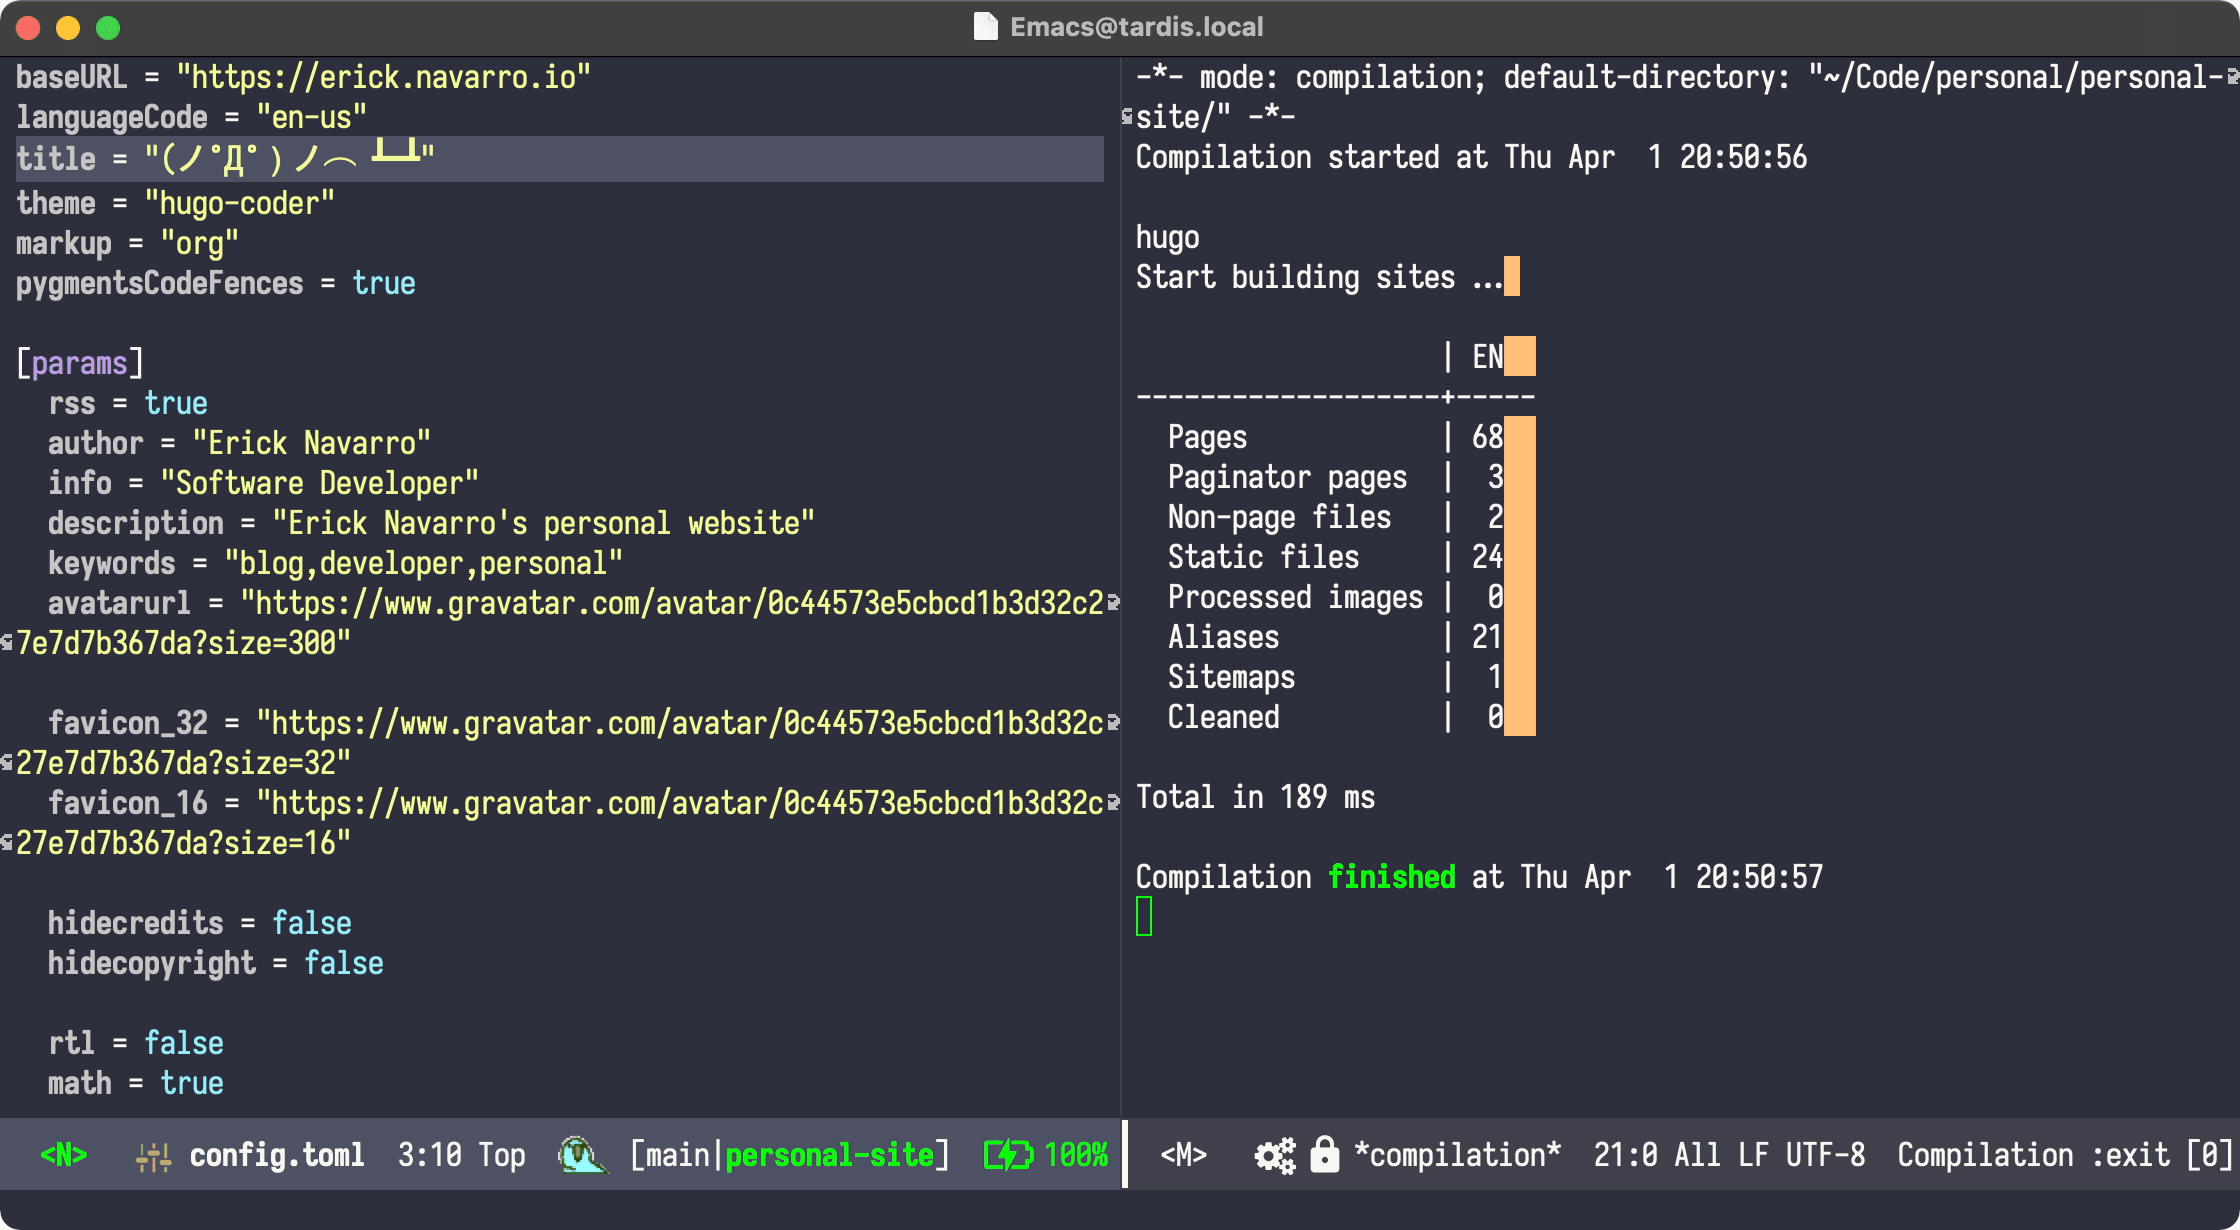 Emacs@tardis.local
baseURL = "https://erick.navarro.io"
languageCode = "en-us"
title = "(ノ°Д°)ノ︵ ┻━┻"
theme = "hugo-coder"
markup = "org"
pygmentsCodeFences = true
[params]
rss = true
author = "Erick Navarro"
info = "Software Developer"
description = "Erick Navarro's personal website"
keywords = "blog,developer,personal"
avatarurl = "https://www.gravatar.com/avatar/0c44573e5cbcd1b3d32c2
7e7d7b367da?size=300"
favicon_32 = "https://www.gravatar.com/avatar/0c44573e5cbcd1b3d32c
27e7d7b367da?size=32"
favicon_16 = "https://www.gravatar.com/avatar/0c44573e5cbcd1b3d32c
27e7d7b367da?size=16"
hidecredits = false
hidecopyright = false
rtl = false
math = true
<N> config.toml 3:10 Top [main|personal-site] 100%
-*- mode: compilation; default-directory: "~/Code/personal/personal-
site/" -*-
Compilation started at Thu Apr  1 20:50:56
hugo
Start building sites ...
| EN
-------------------+-----
Pages | 68
Paginator pages | 3
Non-page files | 2
Static files | 24
Processed images | 0
Aliases | 21
Sitemaps | 1
Cleaned | 0
Total in 189 ms
Compilation finished at Thu Apr  1 20:50:57
<M> *compilation* 21:0 All LF UTF-8 Compilation :exit [0]